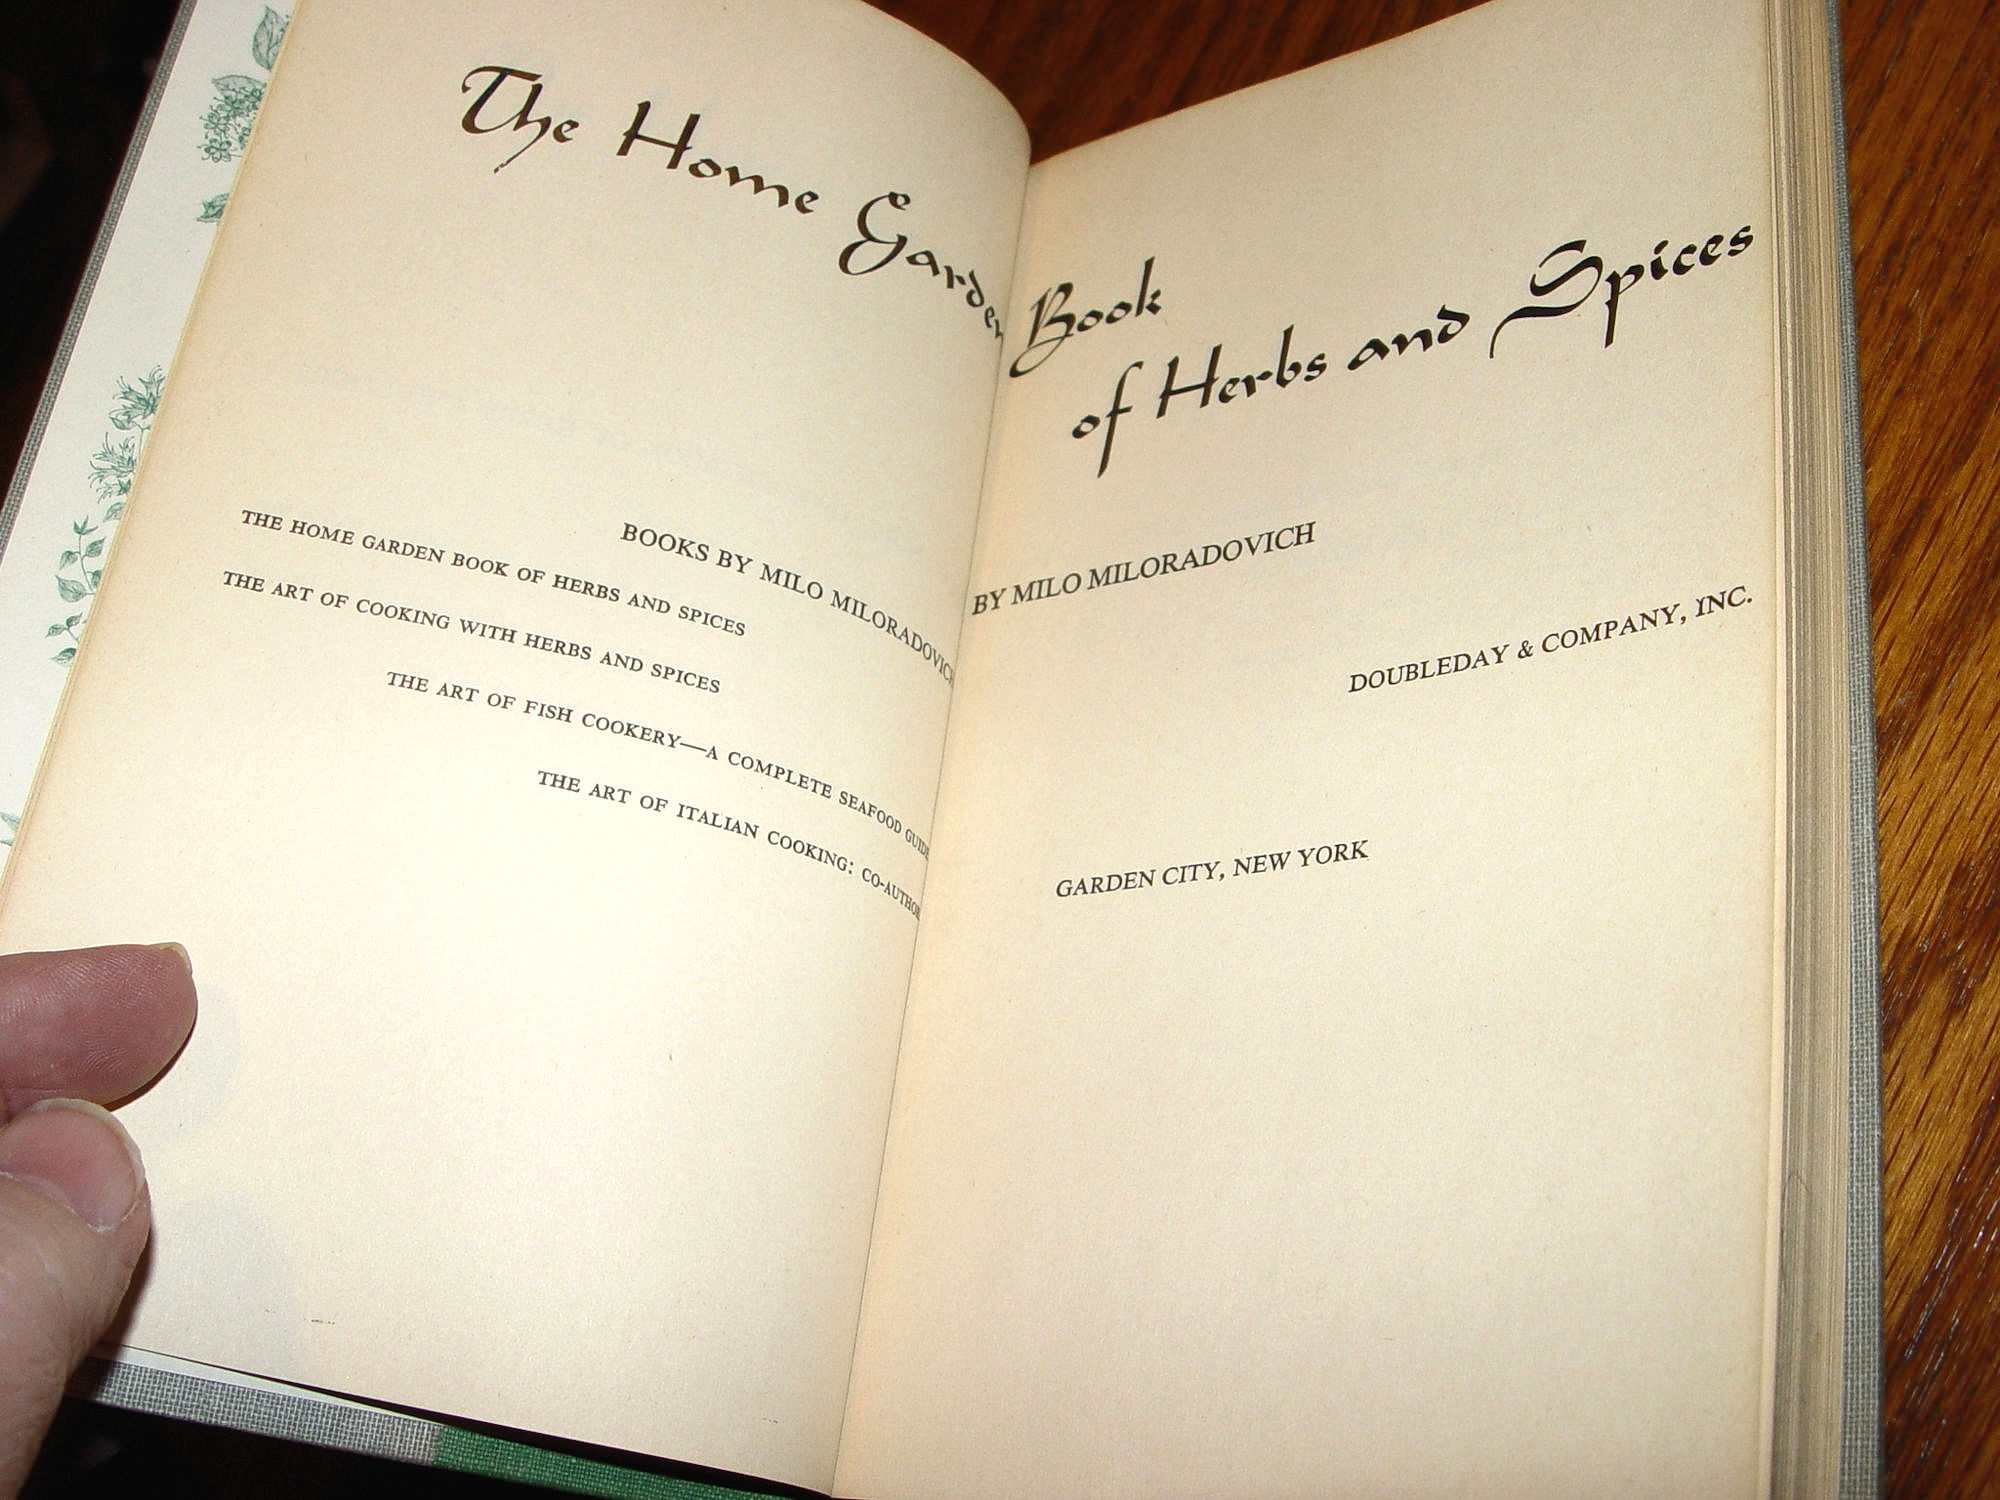 The Home Garden Book
of Herbs and Spices
BOOKS BY MILO MILORADOVICH
THE HOME GARDEN BOOK OF HERBS AND SPICES
THE ART OF COOKING WITH HERBS AND SPICES
THE ART OF FISH COOKERY—A COMPLETE SEAFOOD GUIDE
THE ART OF ITALIAN COOKING: CO-AUTHOR
BY MILO MILORADOVICH
DOUBLEDAY & COMPANY, INC.
GARDEN CITY, NEW YORK